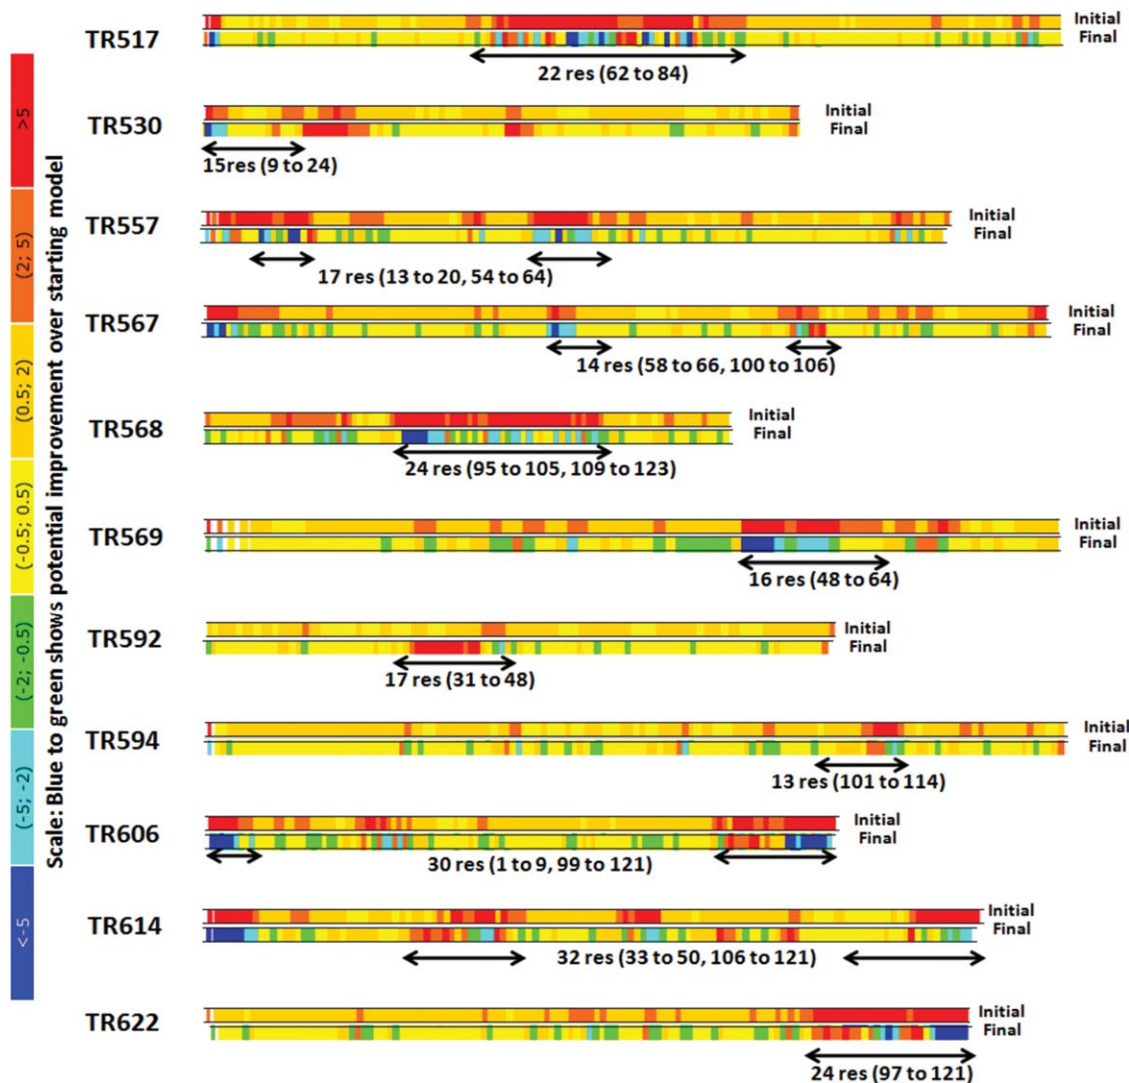 TR517
Initial
Final
22 res (62 to 84)
TR530
Initial
Final
15res (9 to 24)
TR557
Initial
Final
17 res (13 to 20, 54 to 64)
TR567
Initial
Final
14 res (58 to 66, 100 to 106)
TR568
Initial
Final
24 res (95 to 105, 109 to 123)
TR569
Initial
Final
16 res (48 to 64)
TR592
Initial
Final
17 res (31 to 48)
TR594
Initial
Final
13 res (101 to 114)
TR606
Initial
Final
30 res (1 to 9, 99 to 121)
TR614
Initial
Final
32 res (33 to 50, 106 to 121)
TR622
Initial
Final
24 res (97 to 121)
>5
(2; 5)
(0.5; 2)
(-0.5; 0.5)
(-2; -0.5)
(-5; -2)
<-5
Scale: Blue to green shows potential improvement over starting model